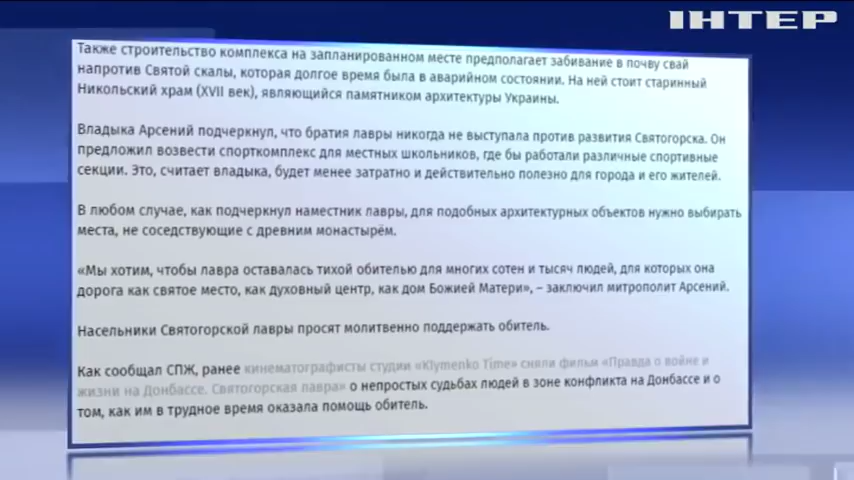 ІНТЕР
Также строительство комплекса на запланированном месте предполагает забивание в почву свай
напротив Святой скалы, которая долгое время была в аварийном состоянии. На ней стоит старинный
Никольский храм (XVII век), являющийся памятником архитектуры Украины.
Владыка Арсений подчеркнул, что братия лавры никогда не выступала против развития Святогорска. Он
предложил возвести спорткомплекс для местных школьников, где бы работали различные спортивные
секции. Это, считает владыка, будет менее затратно и действительно полезно для города и его жителей.
В любом случае, как подчеркнул наместник лавры, для подобных архитектурных объектов нужно выбирать
места, не соседствующие с древним монастырём.
«Мы хотим, чтобы лавра оставалась тихой обителью для многих сотен и тысяч людей, для которых она
дорога как святое место, как духовный центр, как дом Божией Матери», – заключил митрополит Арсений.
Насельники Святогорской лавры просят молитвенно поддержать обитель.
Как сообщал СПЖ, ранее кинематографисты студии «Klymenko Time» сняли фильм «Правда о войне и
жизни на Донбассе. Святогорская лавра» о непростых судьбах людей в зоне конфликта на Донбассе и о
том, как им в трудное время оказала помощь обитель.